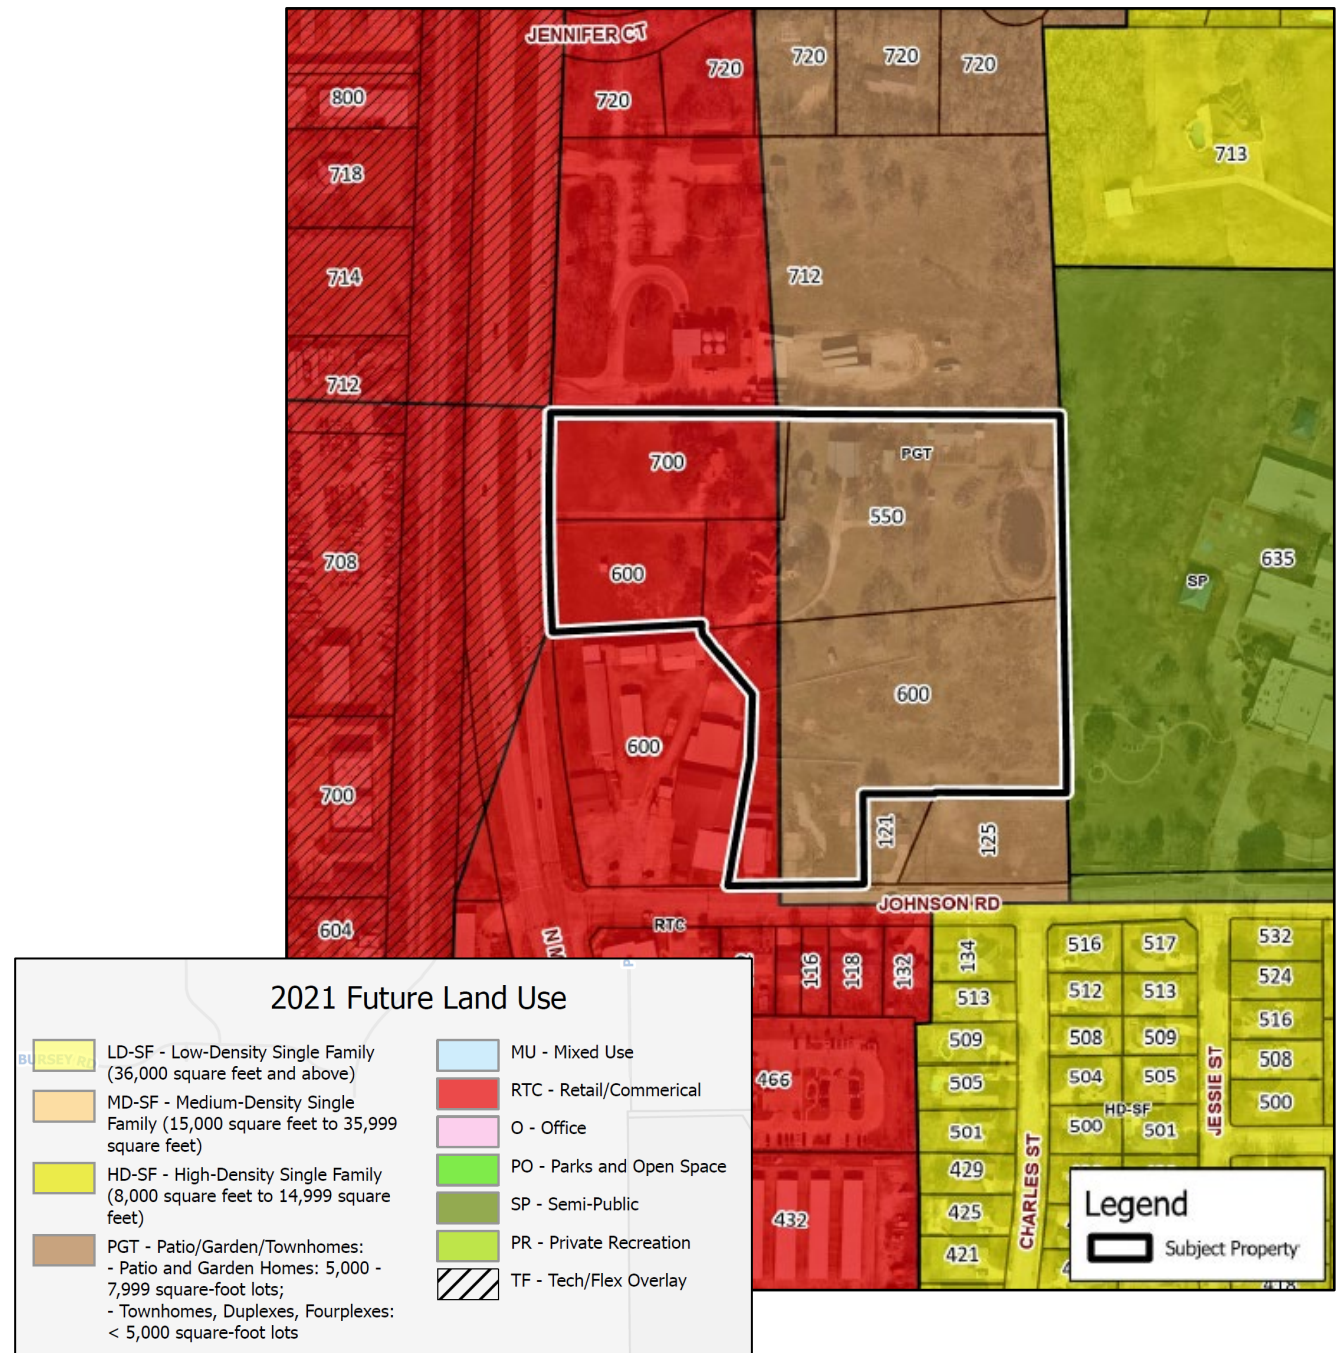 JENNIFER CT
720
720
720
720
720
800
718
713
714
712
712
700
PGT
550
708
600
635
SP
600
600
700
121
125
JOHNSON RD
604
RTC
N M
116
118
132
134
516
517
532
513
512
513
524
509
508
509
516
466
505
504
505
508
HD-SF
500
501
500
501
JESSIE ST
429
432
425
CHARLES ST
421
418
2021 Future Land Use
BURSEY RD
LD-SF - Low-Density Single Family
(36,000 square feet and above)
MD-SF - Medium-Density Single
Family (15,000 square feet to 35,999
square feet)
HD-SF - High-Density Single Family
(8,000 square feet to 14,999 square
feet)
PGT - Patio/Garden/Townhomes:
- Patio and Garden Homes: 5,000 -
7,999 square-foot lots;
- Townhomes, Duplexes, Fourplexes:
< 5,000 square-foot lots
MU - Mixed Use
RTC - Retail/Commerical
O - Office
PO - Parks and Open Space
SP - Semi-Public
PR - Private Recreation
TF - Tech/Flex Overlay
Legend
Subject Property